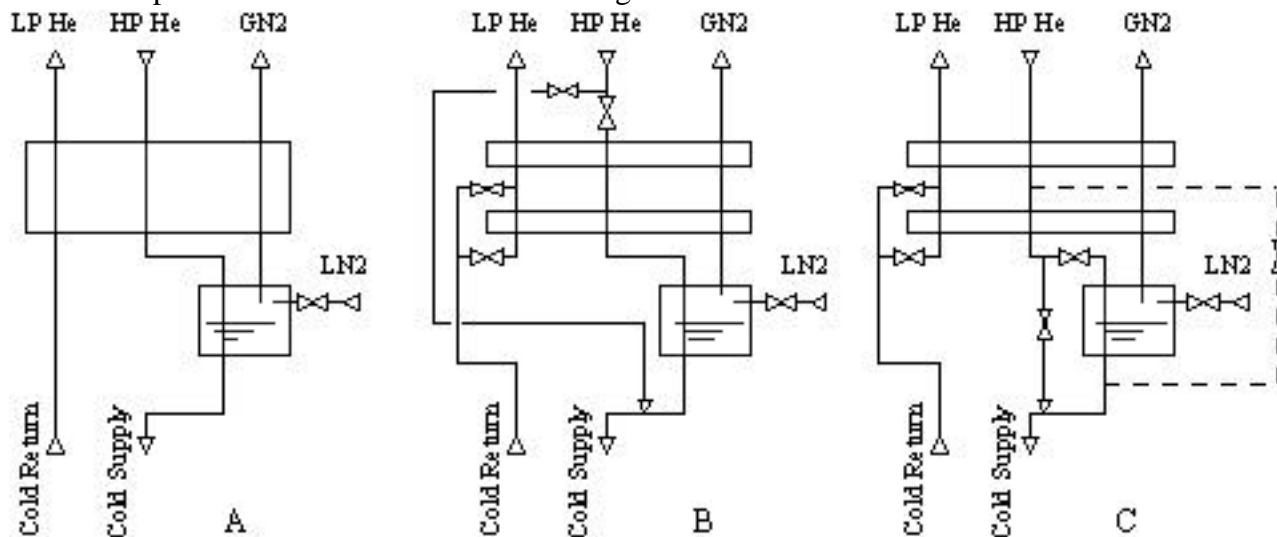 LP He HP He GN2 LP He HP He GN2 LP He HP He GN2
LN2 LN2 LN2
Cold Return Cold Supply Cold Return Cold Supply Cold Return Cold Supply
A B C